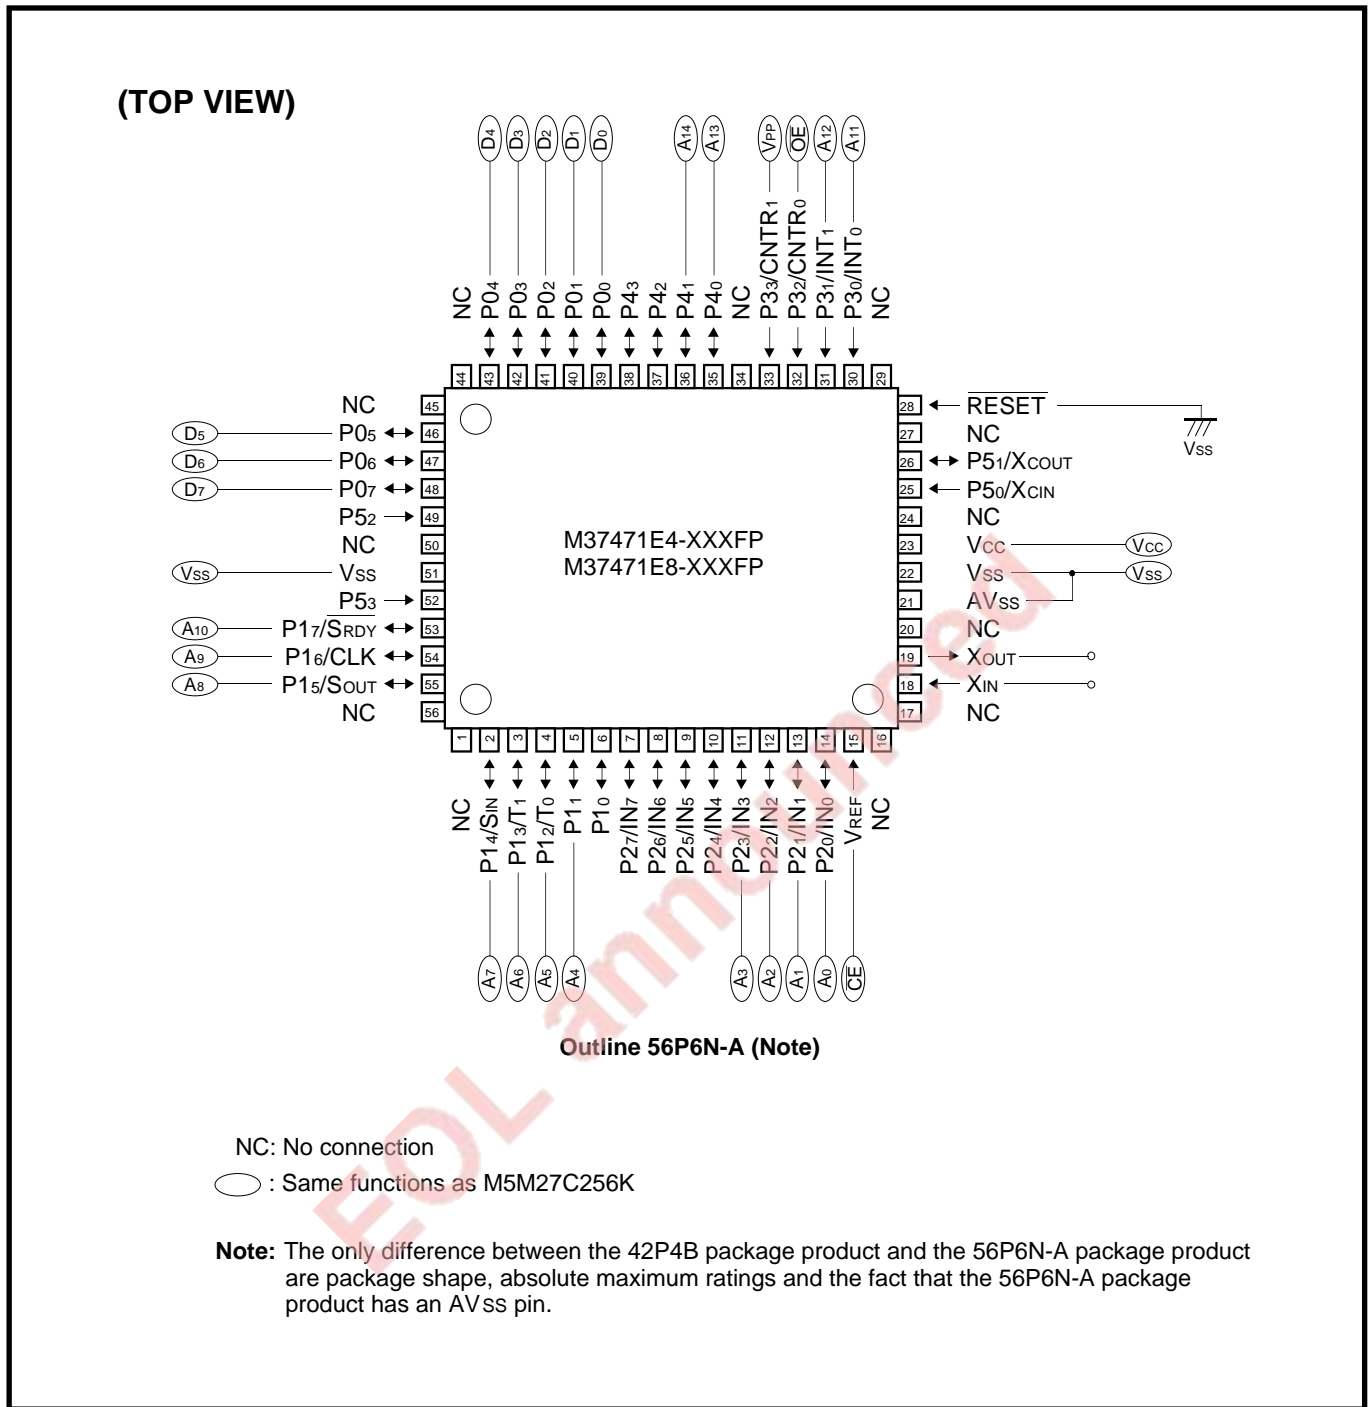 (TOP VIEW)
D4 D3 D2 D1 D0 A14 A13 VPP OE A12 A11
NC P04 P03 P02 P01 P00 P43 P42 P41 P40 NC P33/CNTR1 P32/CNTR0 P31/INT1 P30/INT0 NC
44 43 42 41 40 39 38 37 36 35 34 33 32 31 30 29
NC 45 28 RESET
D5 P05 46 27 NC
VSS
D6 P06 47 26 P51/XCOUT
D7 P07 48 25 P50/XCIN
P52 49 24 NC
NC 50 23 VCC VCC
M37471E4-XXXFP
M37471E8-XXXFP
VSS VSS 51 22 VSS VSS
P53 52 21 AVSS
A10 P17/SRDY 53 20 NC
A9 P16/CLK 54 19 XOUT
A8 P15/SOUT 55 18 XIN
NC 56 17 NC
1 2 3 4 5 6 7 8 9 10 11 12 13 14 15 16
NC P14/SIN P13/T1 P12/T0 P11 P10 P27/IN7 P26/IN6 P25/IN5 P24/IN4 P23/IN3 P22/IN2 P21/IN1 P20/IN0 VREF NC
A7 A6 A5 A4 A3 A2 A1 A0 CE
Outline 56P6N-A (Note)
NC: No connection
: Same functions as M5M27C256K
Note: The only difference between the 42P4B package product and the 56P6N-A package product
are package shape, absolute maximum ratings and the fact that the 56P6N-A package
product has an AVSS pin.
EOL announced